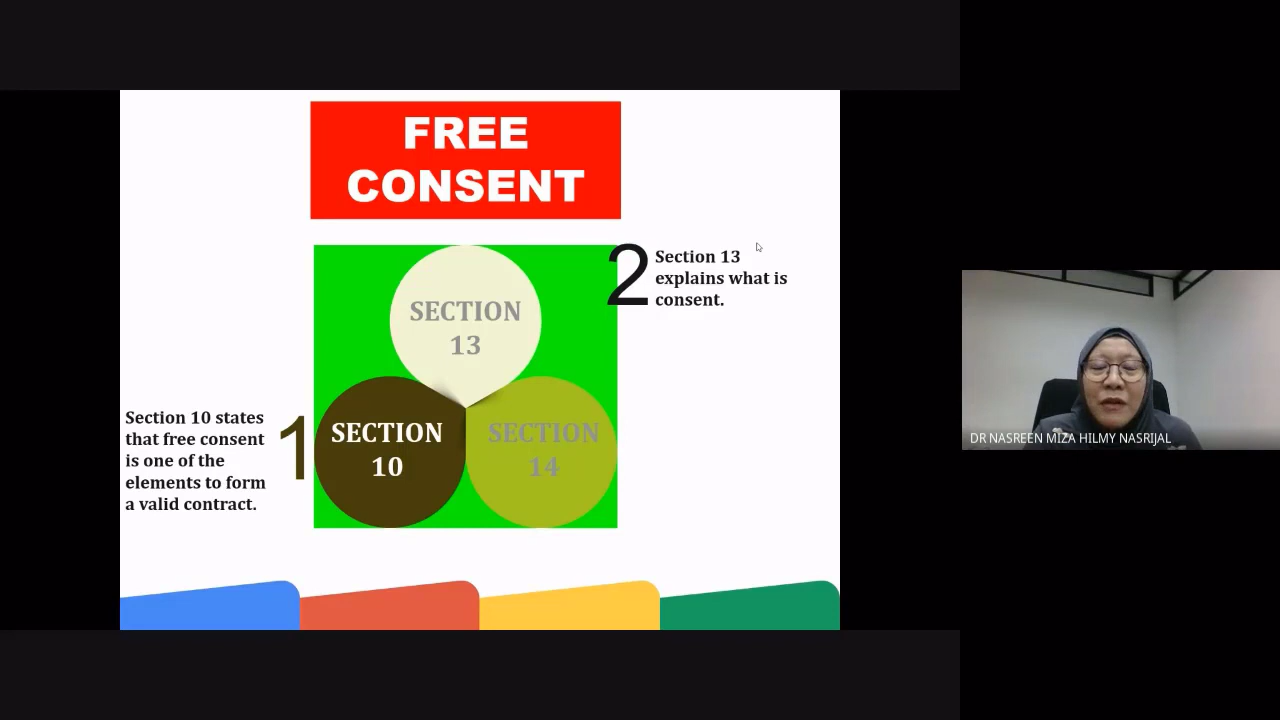 FREE
CONSENT
2
Section 13
explains what is
consent.
SECTION
13
Section 10 states
that free consent
is one of the
elements to form
a valid contract.
1
SECTION
10
SECTION
14
DR NASREEN MIZA HILMY NASRIJAL